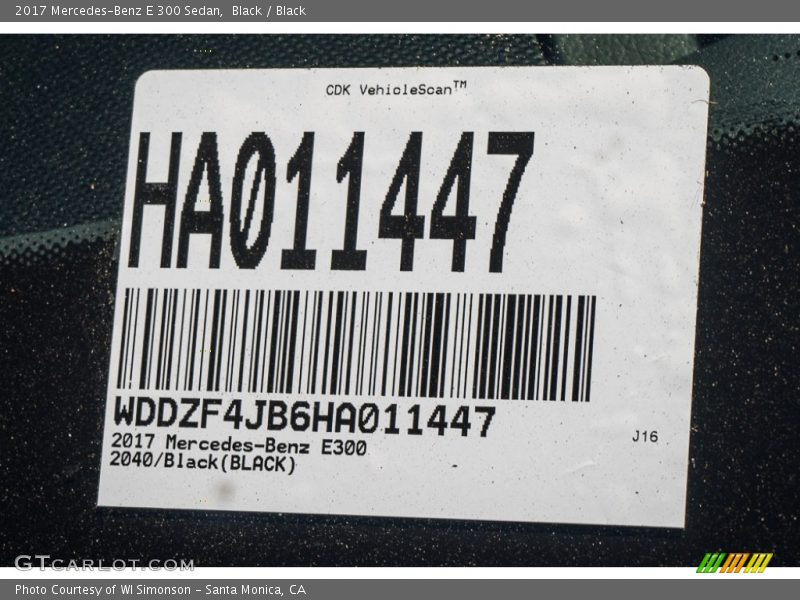 2017 Mercedes-Benz E 300 Sedan, Black / Black
CDK VehicleScan™
HA011447
WDDZF4JB6HA011447
2017 Mercedes-Benz E300
2040/Black(BLACK)
J16
GTCARLOT.COM
Photo Courtesy of WI Simonson - Santa Monica, CA